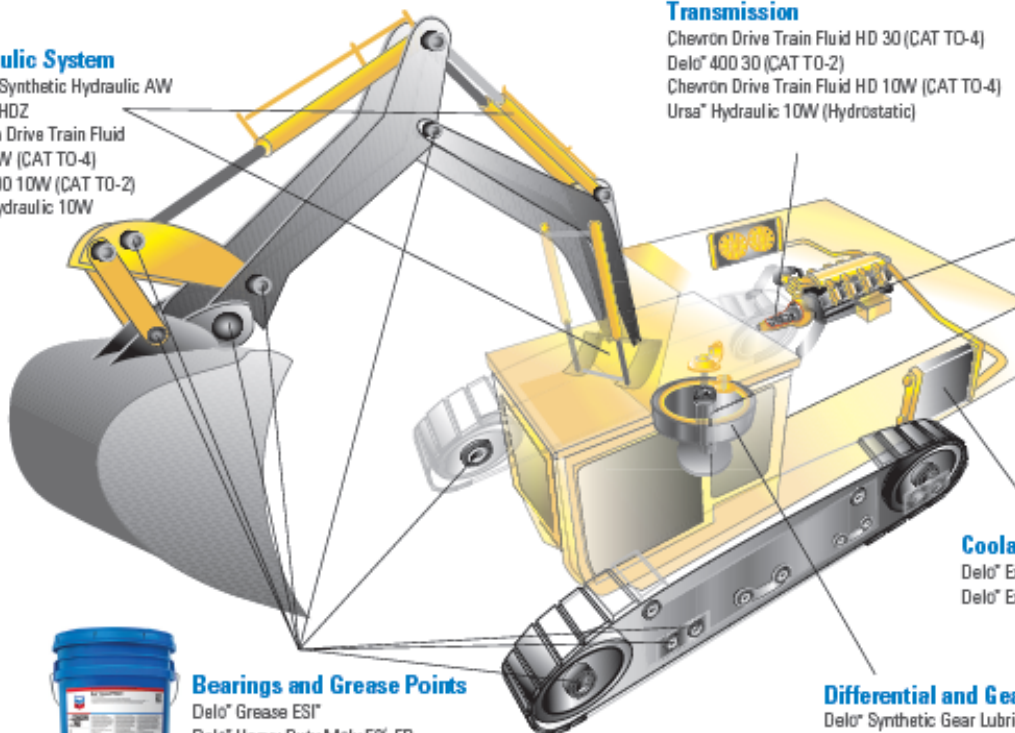 ulic System
Synthetic Hydraulic AW
HDZ
Drive Train Fluid
W (CAT TO-4)
00 10W (CAT TO-2)
ydraulic 10W
Transmission
Chevron Drive Train Fluid HD 30 (CAT TO-4)
Delo® 400 30 (CAT TO-2)
Chevron Drive Train Fluid HD 10W (CAT TO-4)
Ursa® Hydraulic 10W (Hydrostatic)
Coola
Delo® E
Delo® E
Bearings and Grease Points
Delo® Grease ESI®
Differential and Gea
Delo® Synthetic Gear Lubri